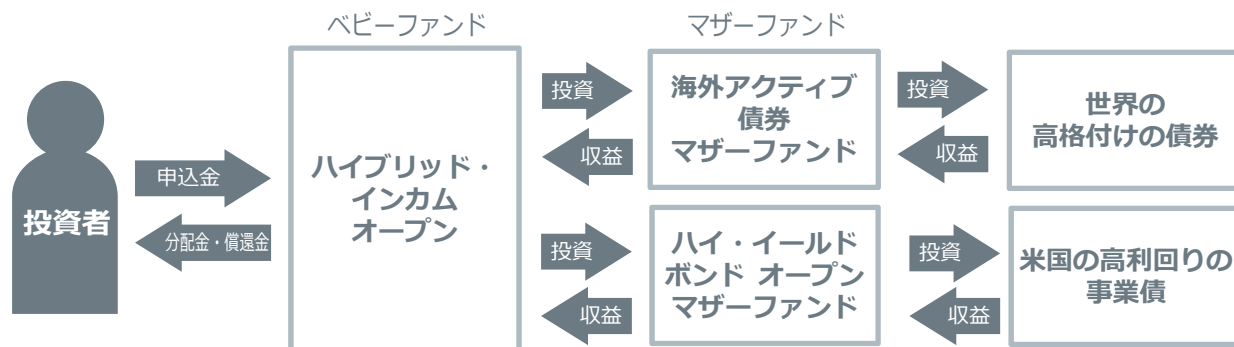 ベビーファンド
マザーファンド
投資者
申込金
分配金・償還金
ハイブリッド・
インカム
オープン
投資
収益
海外アクティブ
債券
マザーファンド
投資
収益
世界の
高格付けの債券
投資
収益
ハイ・イールド
ボンド オープン
マザーファンド
投資
収益
米国の高利回りの
事業債